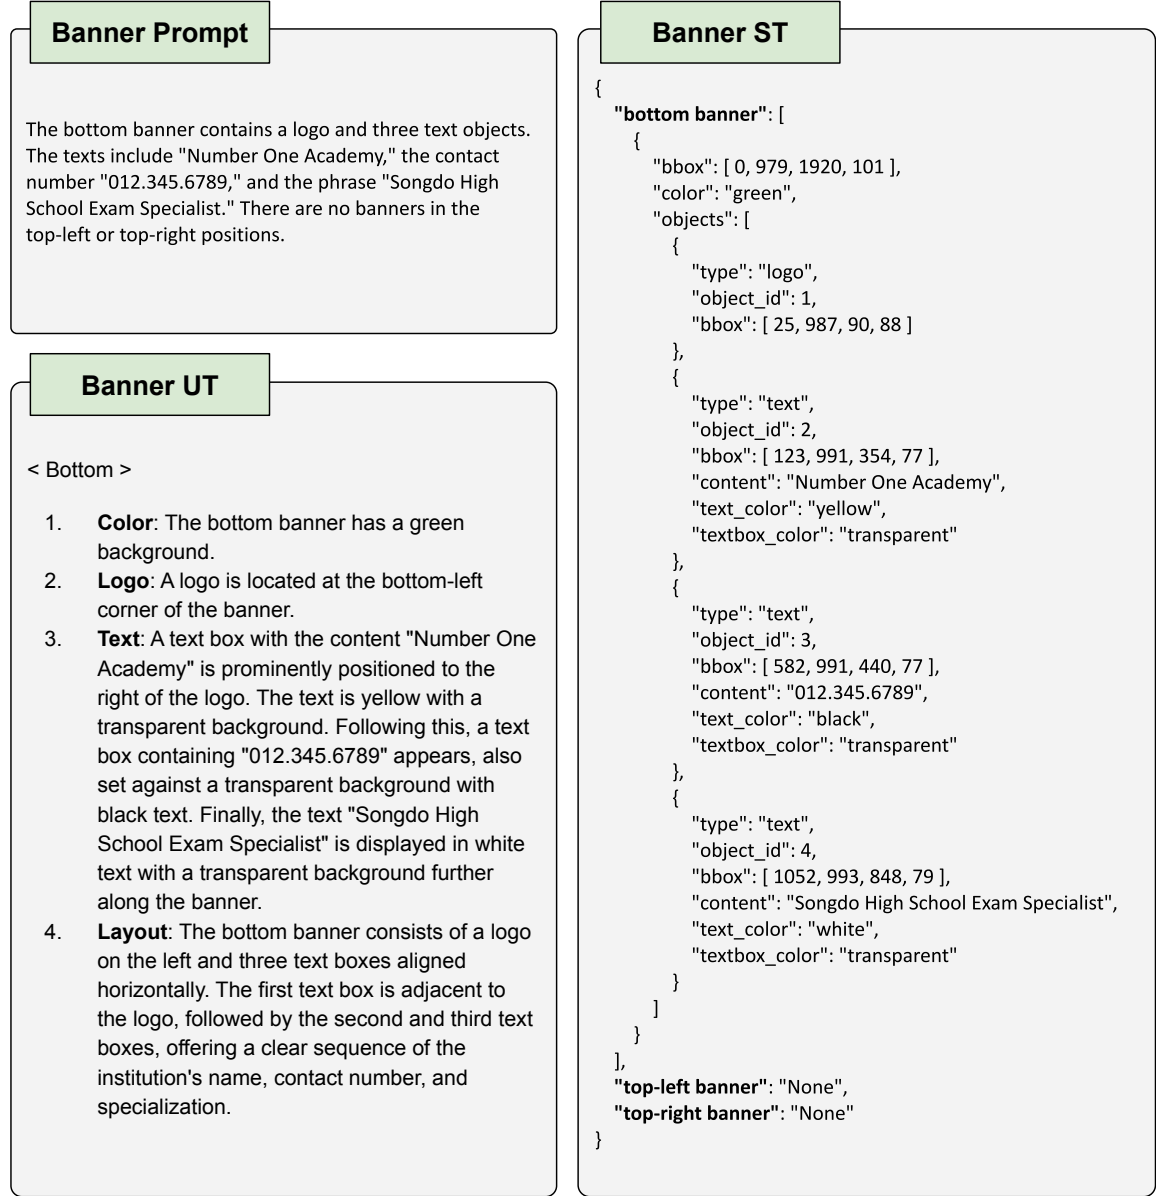 Banner Prompt
The bottom banner contains a logo and three text objects.
The texts include "Number One Academy," the contact
number "012.345.6789," and the phrase "Songdo High
School Exam Specialist." There are no banners in the
top-left or top-right positions.
Banner UT
< Bottom >
1. Color: The bottom banner has a green
background.
2. Logo: A logo is located at the bottom-left
corner of the banner.
3. Text: A text box with the content "Number One
Academy" is prominently positioned to the
right of the logo. The text is yellow with a
transparent background. Following this, a text
box containing "012.345.6789" appears, also
set against a transparent background with
black text. Finally, the text "Songdo High
School Exam Specialist" is displayed in white
text with a transparent background further
along the banner.
4. Layout: The bottom banner consists of a logo
on the left and three text boxes aligned
horizontally. The first text box is adjacent to
the logo, followed by the second and third text
boxes, offering a clear sequence of the
institution's name, contact number, and
specialization.
Banner ST
{
"bottom banner": [
{
"bbox": [ 0, 979, 1920, 101 ],
"color": "green",
"objects": [
{
"type": "logo",
"object_id": 1,
"bbox": [ 25, 987, 90, 88 ]
},
{
"type": "text",
"object_id": 2,
"bbox": [ 123, 991, 354, 77 ],
"content": "Number One Academy",
"text_color": "yellow",
"textbox_color": "transparent"
},
{
"type": "text",
"object_id": 3,
"bbox": [ 582, 991, 440, 77 ],
"content": "012.345.6789",
"text_color": "black",
"textbox_color": "transparent"
},
{
"type": "text",
"object_id": 4,
"bbox": [ 1052, 993, 848, 79 ],
"content": "Songdo High School Exam Specialist",
"text_color": "white",
"textbox_color": "transparent"
}
]
}
],
"top-left banner": "None",
"top-right banner": "None"
}